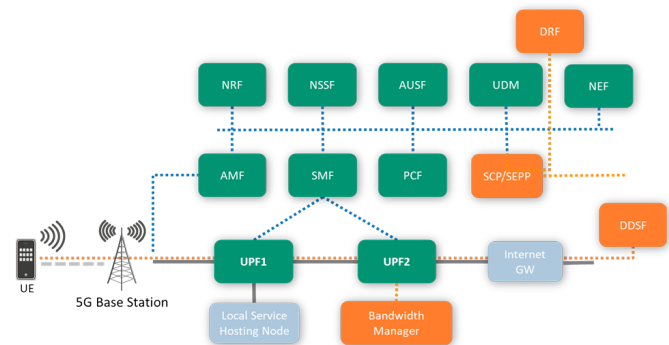 DRF
NRF
NSSF
AUSF
UDM
NEF
AMF
SMF
PCF
SCP/SEPP
DDSF
UPF1
UPF2
Internet
GW
UE
5G Base Station
Local Service
Hosting Node
Bandwidth
Manager